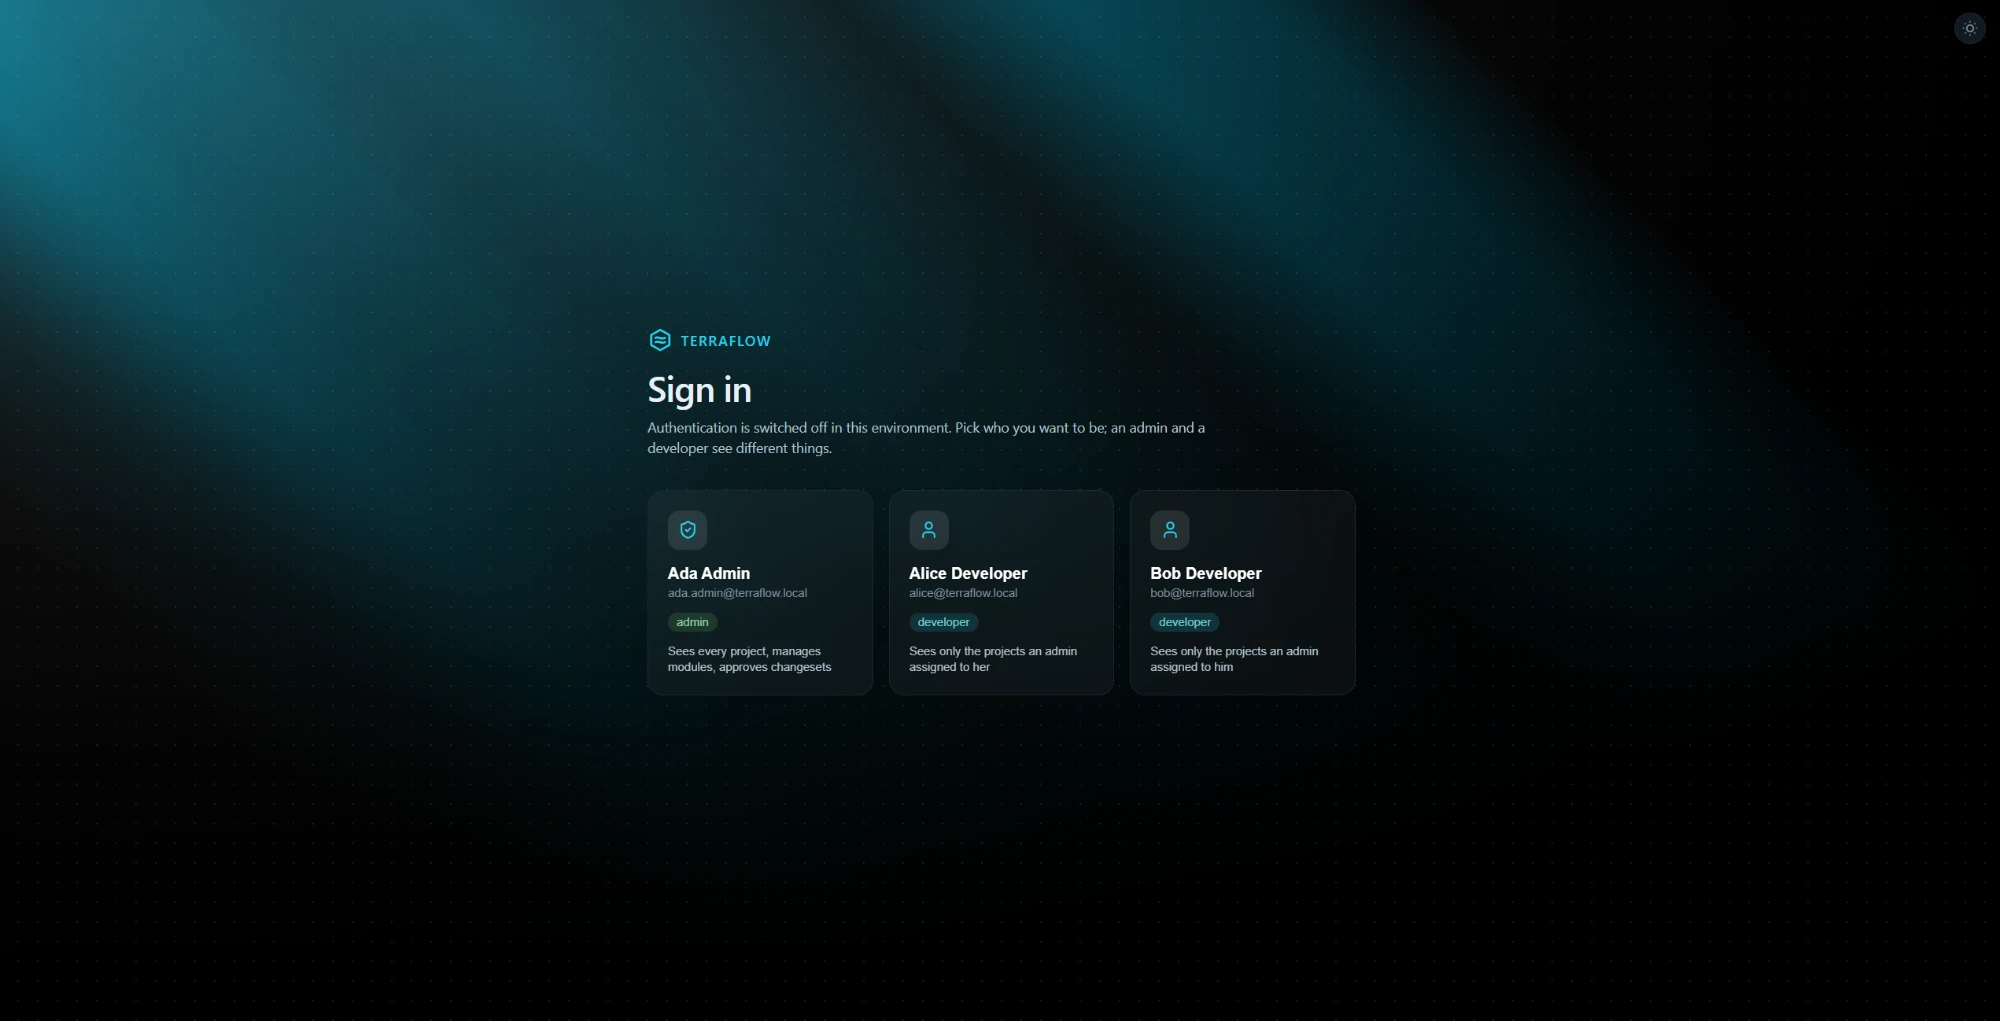 TERRAFLOW
Sign in
Authentication is switched off in this environment. Pick who you want to be; an admin and a
developer see different things.
Ada Admin
ada.admin@terraflow.local
admin
Sees every project, manages
modules, approves changesets
Alice Developer
alice@terraflow.local
developer
Sees only the projects an admin
assigned to her
Bob Developer
bob@terraflow.local
developer
Sees only the projects an admin
assigned to him